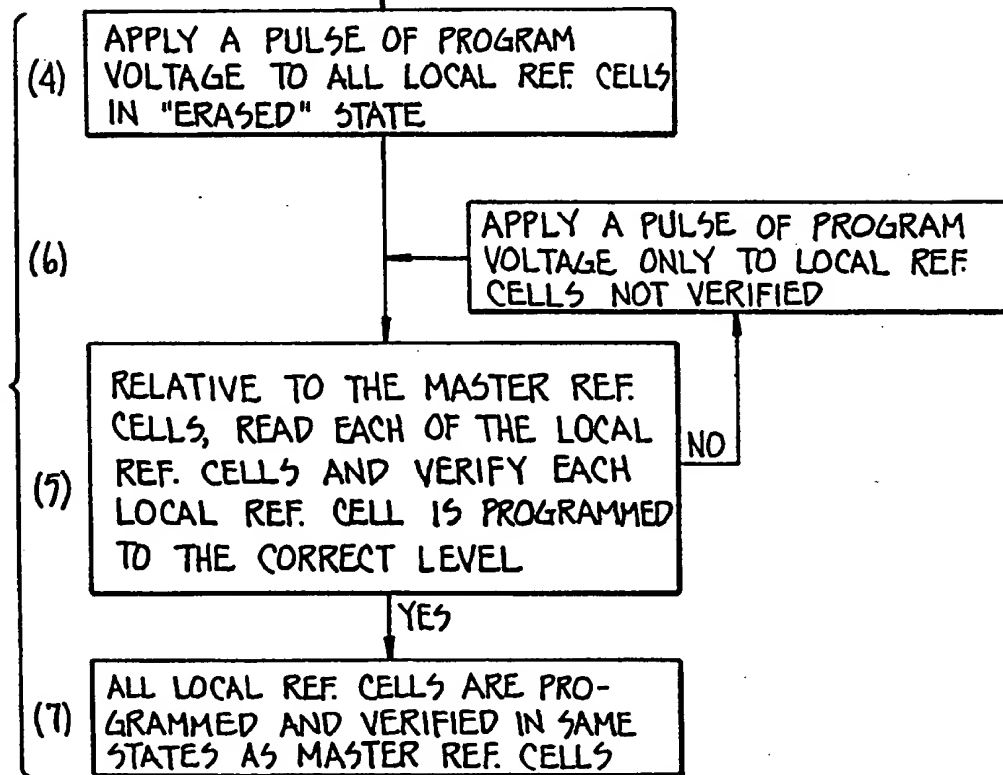 (4)
APPLY A PULSE OF PROGRAM
VOLTAGE TO ALL LOCAL REF. CELLS
IN "ERASED" STATE
(6)
APPLY A PULSE OF PROGRAM
VOLTAGE ONLY TO LOCAL REF.
CELLS NOT VERIFIED
(5)
RELATIVE TO THE MASTER REF.
CELLS, READ EACH OF THE LOCAL
REF. CELLS AND VERIFY EACH
LOCAL REF. CELL IS PROGRAMMED
TO THE CORRECT LEVEL
NO
YES
(7)
ALL LOCAL REF. CELLS ARE PRO-
GRAMMED AND VERIFIED IN SAME
STATES AS MASTER REF. CELLS